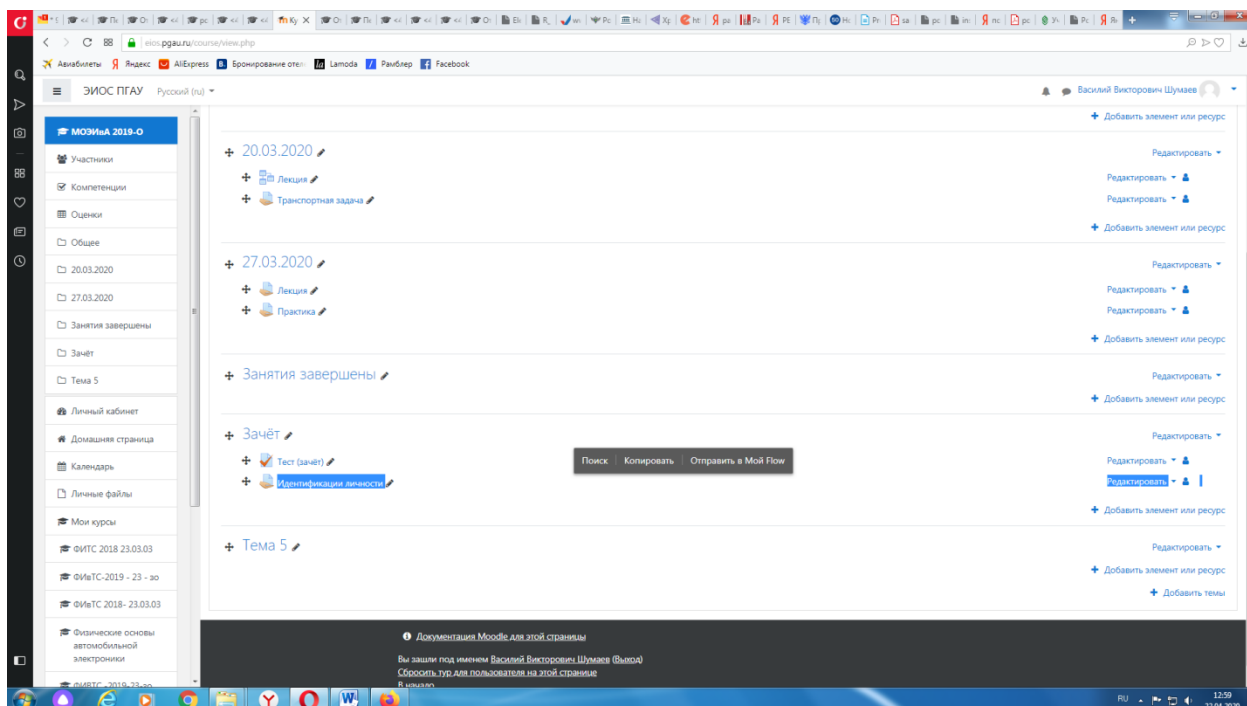 eios.pgau.ru/course/view.php
Авиабилеты Яндекс AliExpress Бронирование отел Lamoda Рамблер Facebook
ЭИОС ПГАУ Русский (ru)
Василий Викторович Шумаев
Добавить элемент или ресурс
МОЭИвА 2019-О
Участники
Компетенции
Оценки
Общее
20.03.2020
27.03.2020
Занятия завершены
Зачёт
Тема 5
Личный кабинет
Домашняя страница
Календарь
Личные файлы
Мои курсы
ФИТС 2018 23.03.03
ФИвТС-2019 - 23 - зо
ФИвТС 2018- 23.03.03
Физические основы
автомобильной
электроники
ФИВТС -2019-23-зо
20.03.2020
Редактировать
Лекция
Редактировать
Транспортная задача
Редактировать
Добавить элемент или ресурс
27.03.2020
Редактировать
Лекция
Редактировать
Практика
Редактировать
Добавить элемент или ресурс
Занятия завершены
Редактировать
Добавить элемент или ресурс
Зачёт
Редактировать
Поиск Копировать Отправить в Мой Flow
Тест (зачёт)
Редактировать
Идентификации личности
Редактировать
Добавить элемент или ресурс
Тема 5
Редактировать
Добавить элемент или ресурс
Добавить темы
Документация Moodle для этой страницы
Вы зашли под именем Василий Викторович Шумаев (Выход)
Сбросить тур для пользователя на этой странице
В начало
RU
12:59
22.04.2020